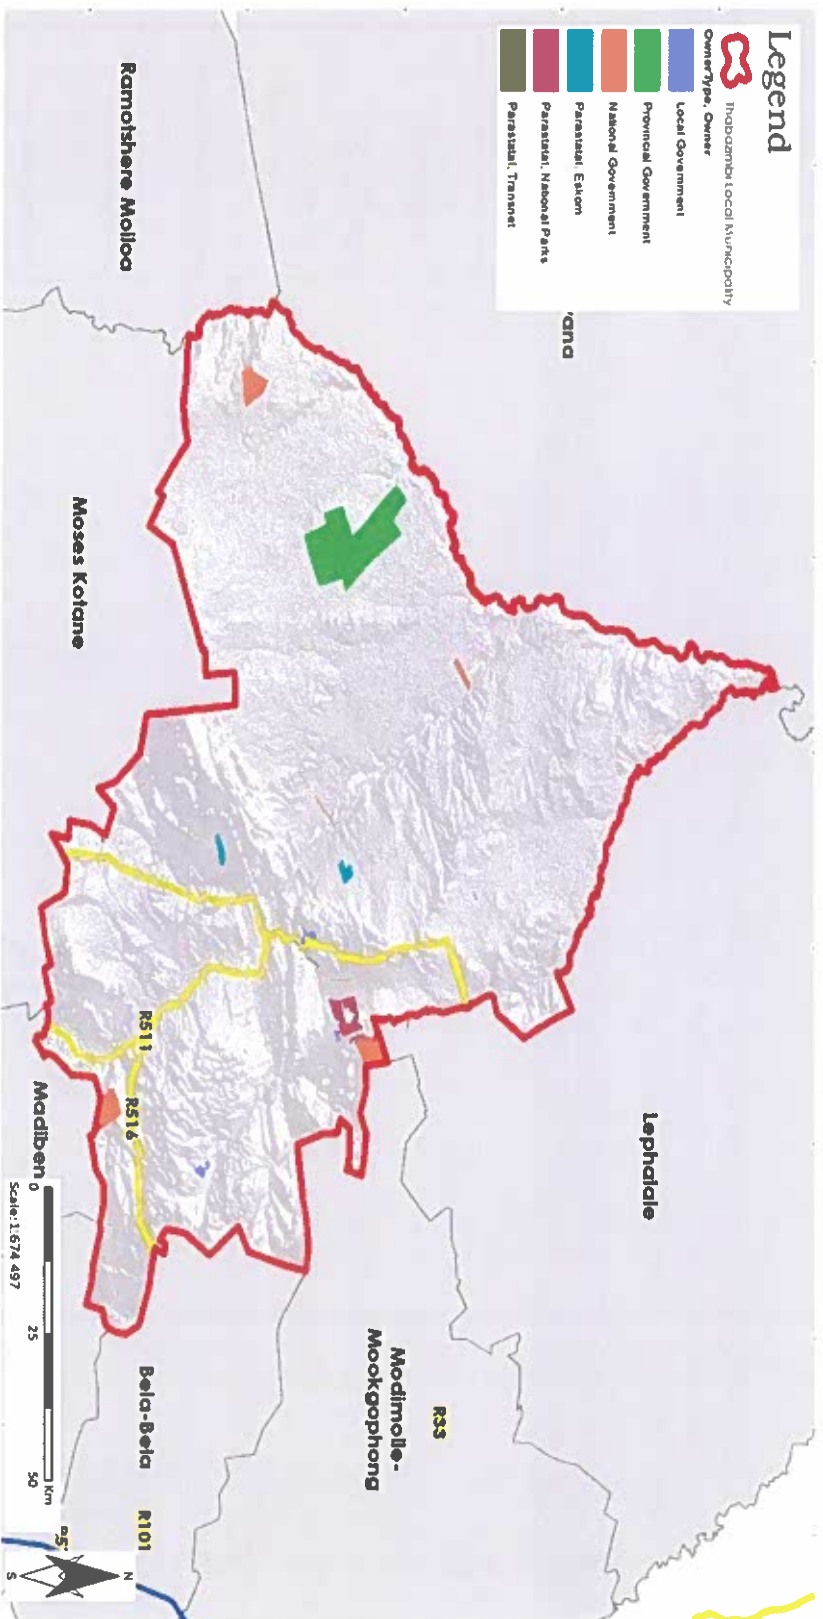 Legend
Thabazimbi Local Municipality
OwnerType, Owner
Local Government
Provincial Government
National Government
Parastatal, Eskom
Parastatal, National Parks
Parastatal, Transnet
Ramotshere Moiloa
Moses Kotane
Lephalale
Modimolle-
Mookgophong
R33
R511
R516
Bela-Bela
R101
Madiben
0 25 50 Km
Scale: 1:674 497
N
S